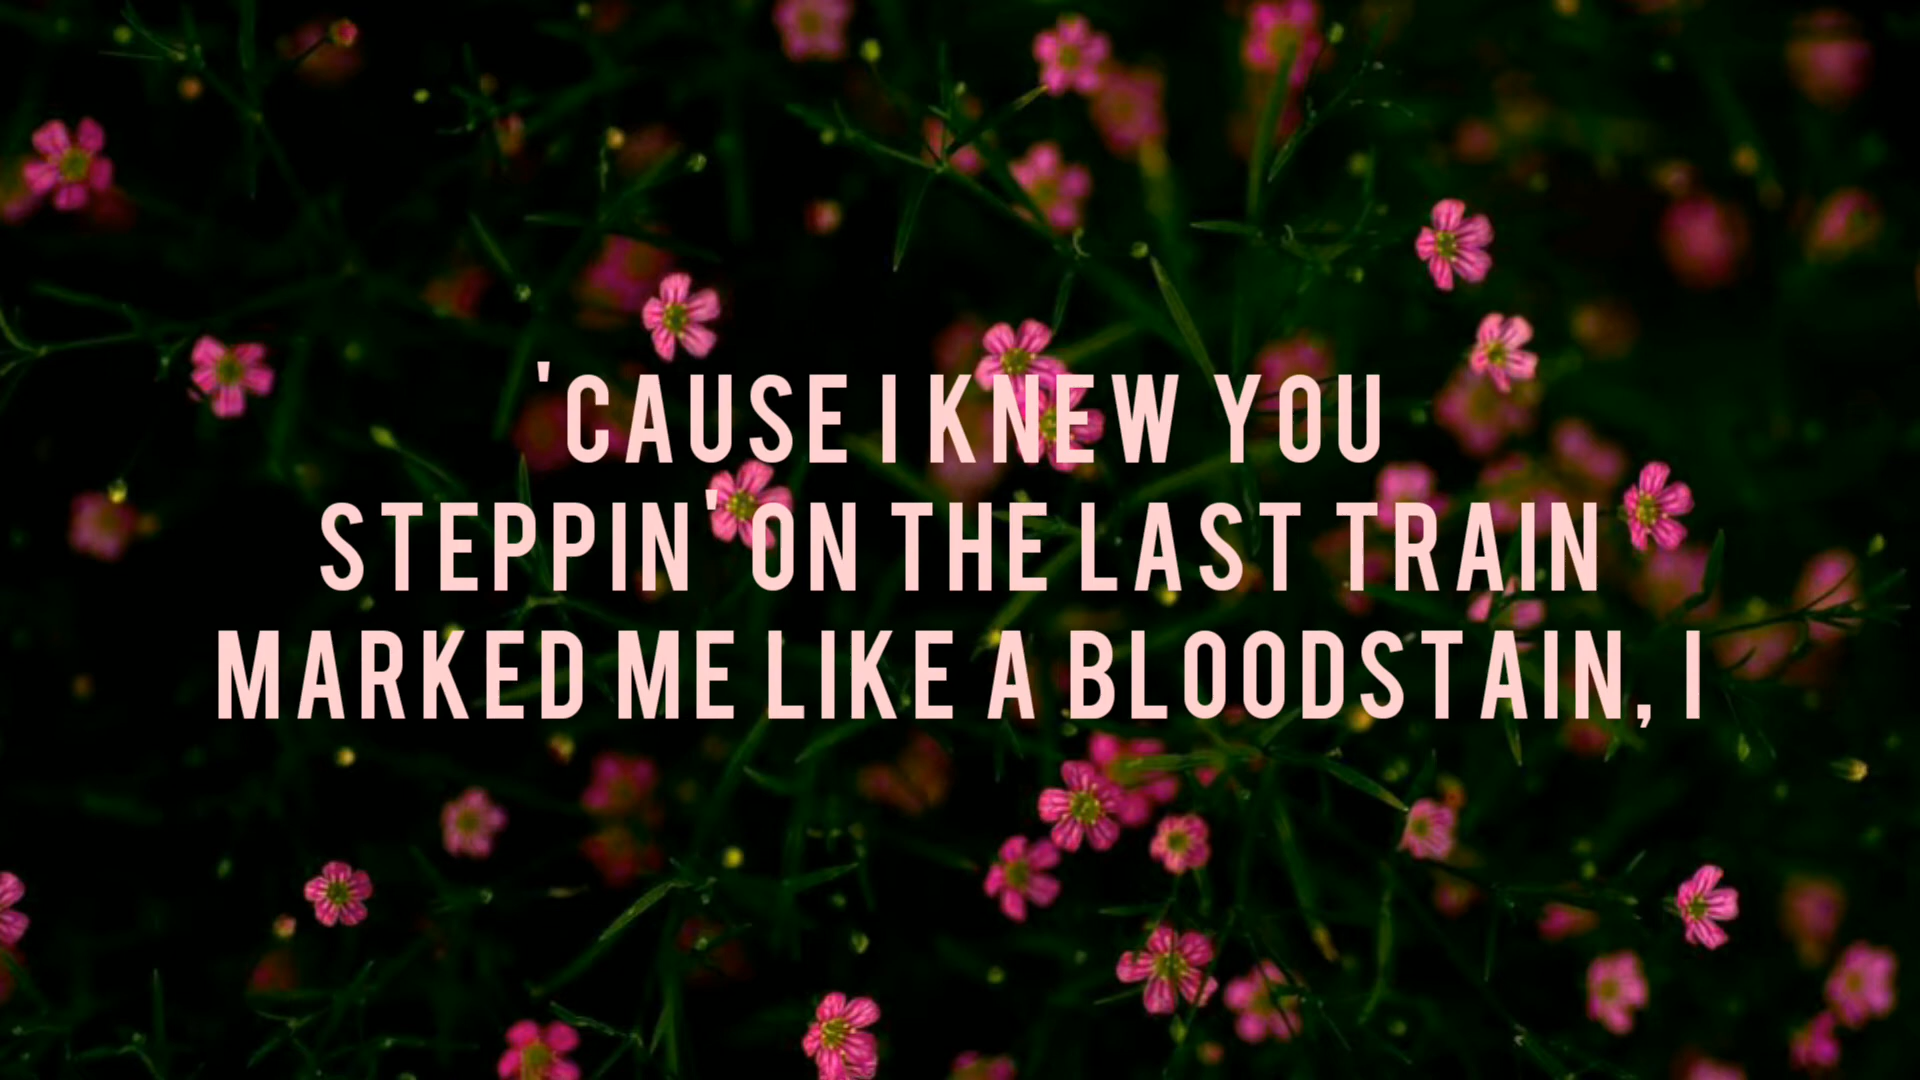 'CAUSE I KNEW YOU
STEPPIN' ON THE LAST TRAIN
MARKED ME LIKE A BLOODSTAIN, I